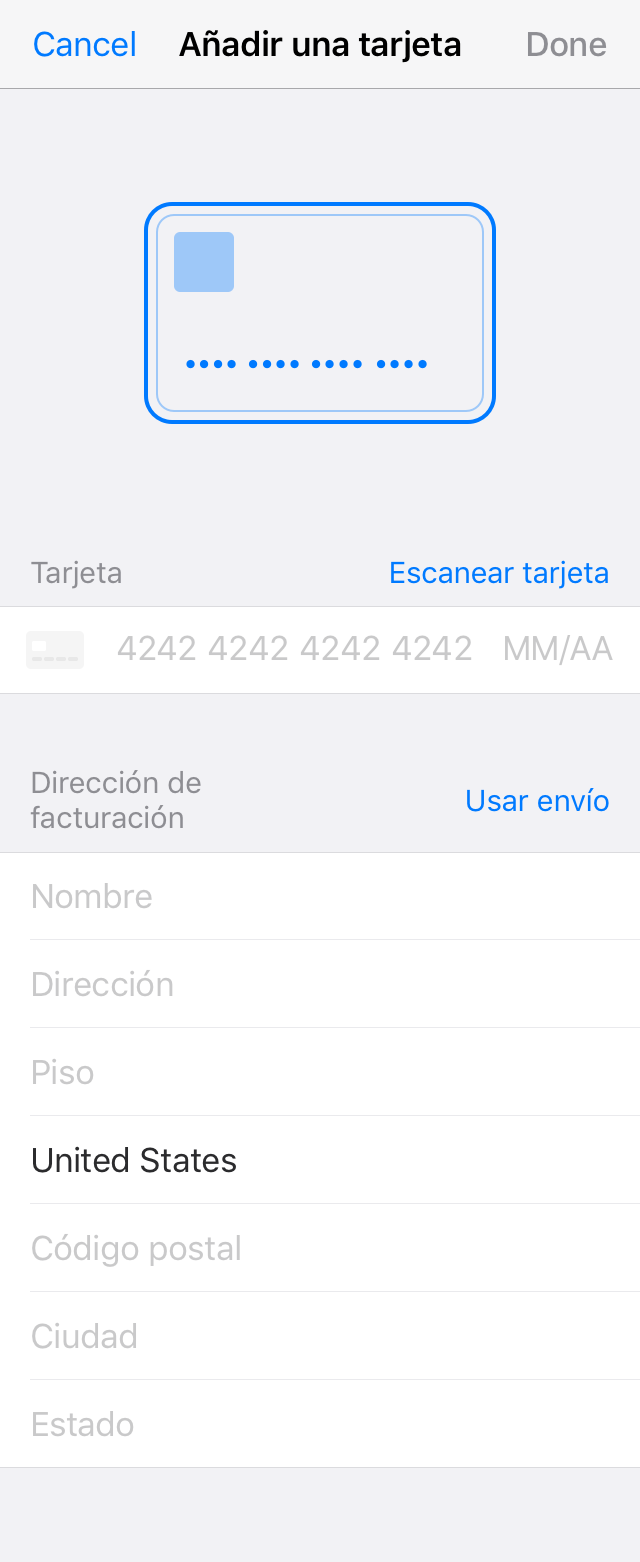 Cancel Añadir una tarjeta Done
•••• •••• •••• ••••
Tarjeta Escanear tarjeta
4242 4242 4242 4242 MM/AA
Dirección de
facturación
Usar envío
Nombre
Dirección
Piso
United States
Código postal
Ciudad
Estado